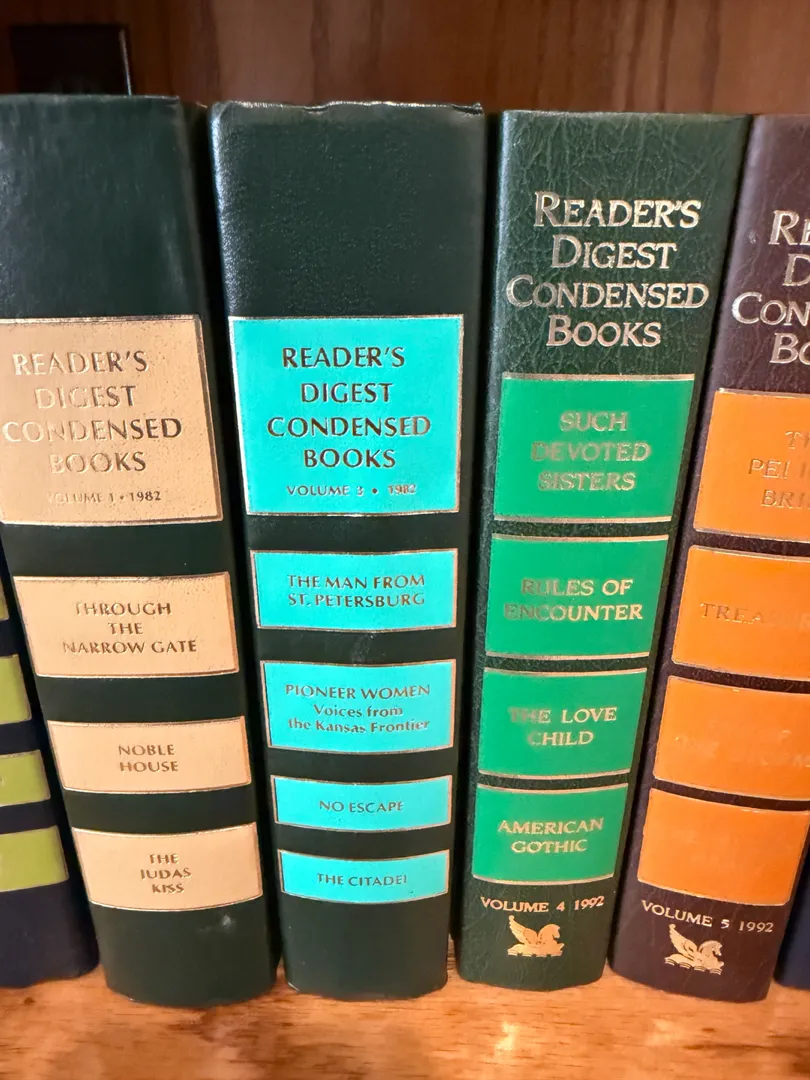 READER'S
DIGEST
CONDENSED
BOOKS
VOLUME 1 • 1982
THROUGH
THE
NARROW GATE
NOBLE
HOUSE
THE
JUDAS
KISS
READER'S
DIGEST
CONDENSED
BOOKS
VOLUME 3 • 1982
THE MAN FROM
ST. PETERSBURG
PIONEER WOMEN
Voices from
the Kansas Frontier
NO ESCAPE
THE CITADEL
READER'S
DIGEST
CONDENSED
BOOKS
SUCH
DEVOTED
SISTERS
RULES OF
ENCOUNTER
THE LOVE
CHILD
AMERICAN
GOTHIC
VOLUME 4 1992
VOLUME 5 1992